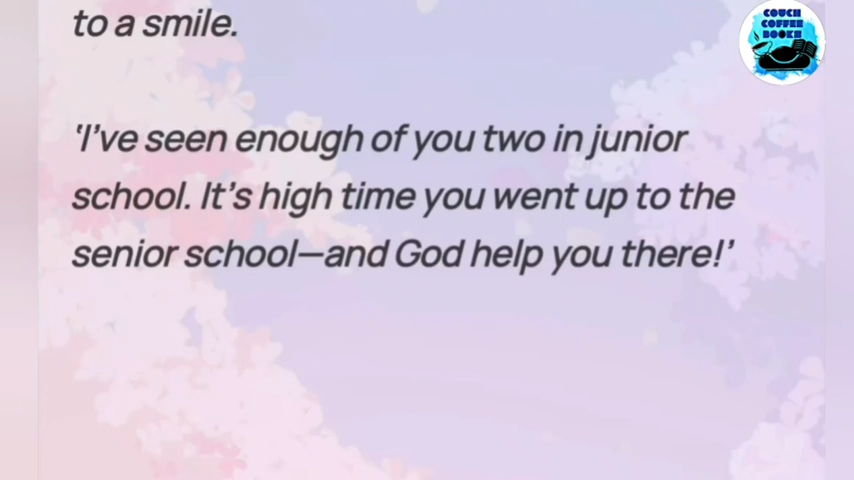 to a smile.
COUCH
COFFEE
BOOKS
‘I’ve seen enough of you two in junior
school. It’s high time you went up to the
senior school—and God help you there!’